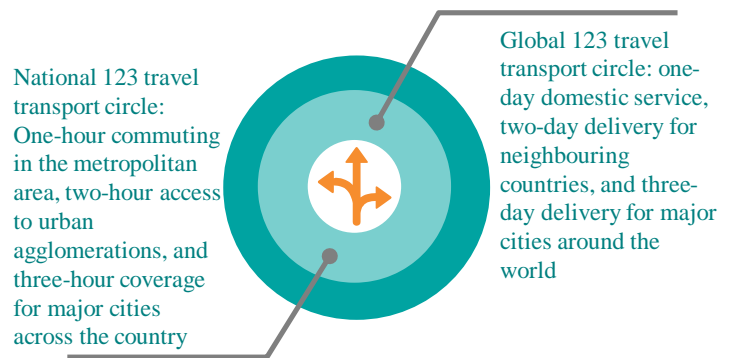 National 123 travel
transport circle:
One-hour commuting
in the metropolitan
area, two-hour access
to urban
agglomerations, and
three-hour coverage
for major cities
across the country
Global 123 travel
transport circle: one-
day domestic service,
two-day delivery for
neighbouring
countries, and three-
day delivery for major
cities around the
world